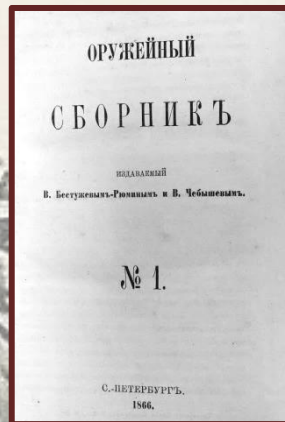 ОРУЖЕЙНЫЙ
СБОРНИКЪ
ИЗДАВАЕМЫЙ
В. Бестужевымъ-Рюминымъ и В. Чебышевымъ.
№ 1.
С.-ПЕТЕРБУРГЪ.
1866.